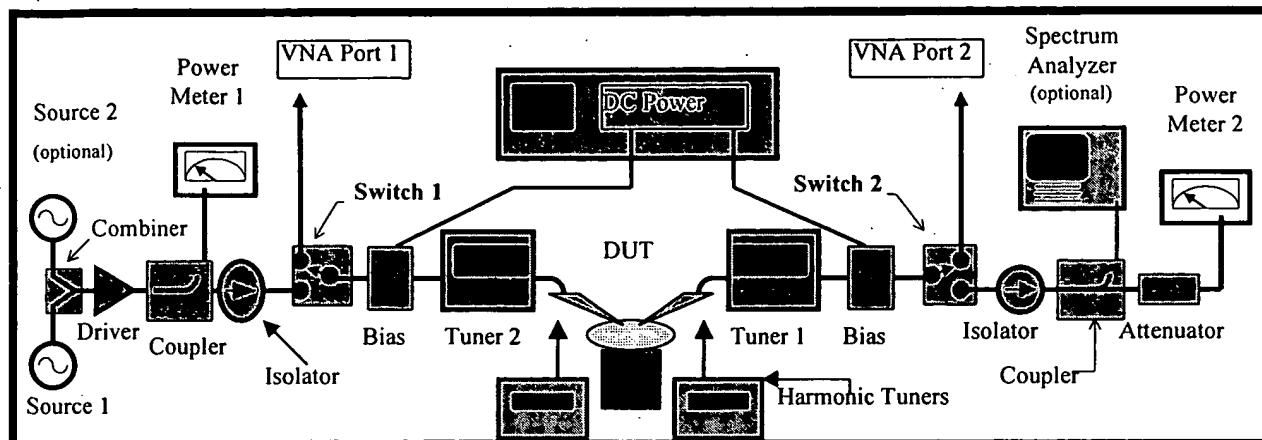 VNA Port 1
VNA Port 2
Spectrum
Analyzer
(optional)
Power
Meter 1
DC Power
Power
Meter 2
Source 2
(optional)
Switch 1
Switch 2
Combiner
DUT
Driver
Coupler
Isolator
Bias
Tuner 2
Tuner 1
Bias
Isolator
Attenuator
Coupler
Source 1
Harmonic Tuners